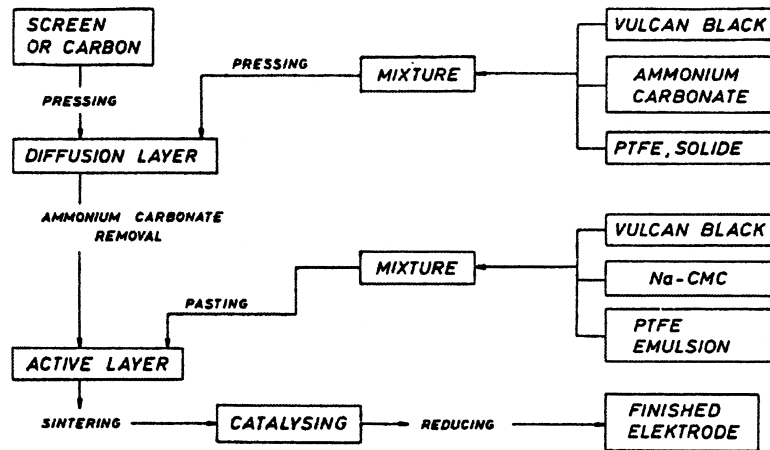 SCREEN
OR CARBON
PRESSING
MIXTURE
VULCAN BLACK
AMMONIUM
CARBONATE
PTFE, SOLIDE
PRESSING
DIFFUSION LAYER
AMMONIUM CARBONATE
REMOVAL
MIXTURE
VULCAN BLACK
Na-CMC
PTFE
EMULSION
PASTING
ACTIVE LAYER
SINTERING
CATALYSING
REDUCING
FINISHED
ELEKTRODE